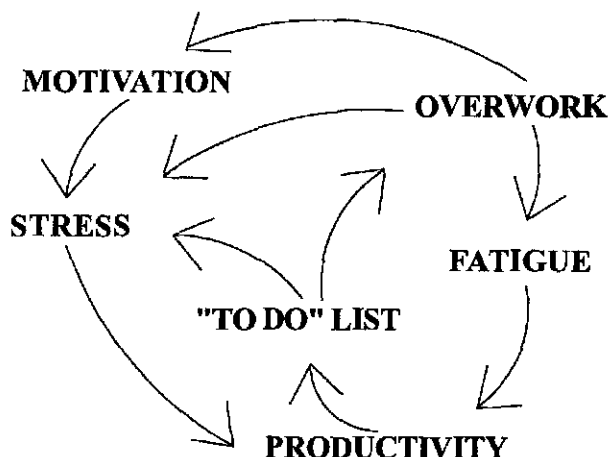 MOTIVATION
OVERWORK
STRESS
FATIGUE
"TO DO" LIST
PRODUCTIVITY